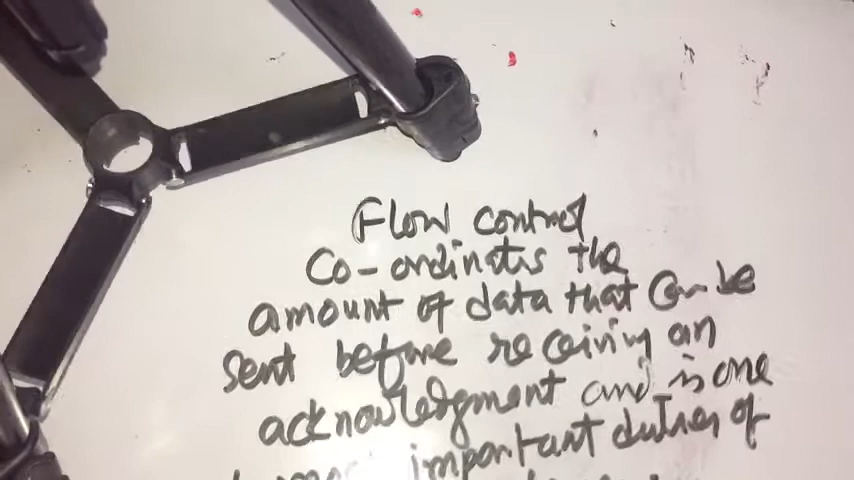 Flow control
Co-ordinates the
amount of data that can be
sent before receiving an
acknowledgment and is one
most important duties of